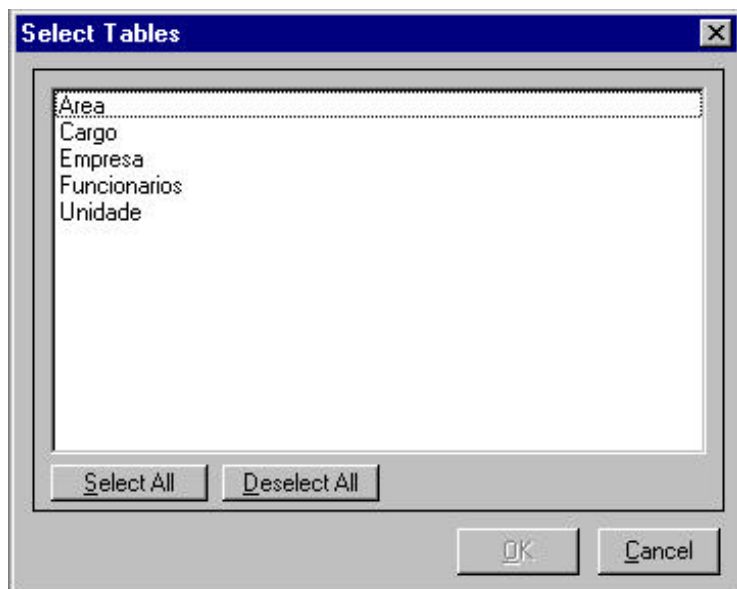 Select Tables
Area
Cargo
Empresa
Funcionarios
Unidade
Select All Deselect All
OK Cancel